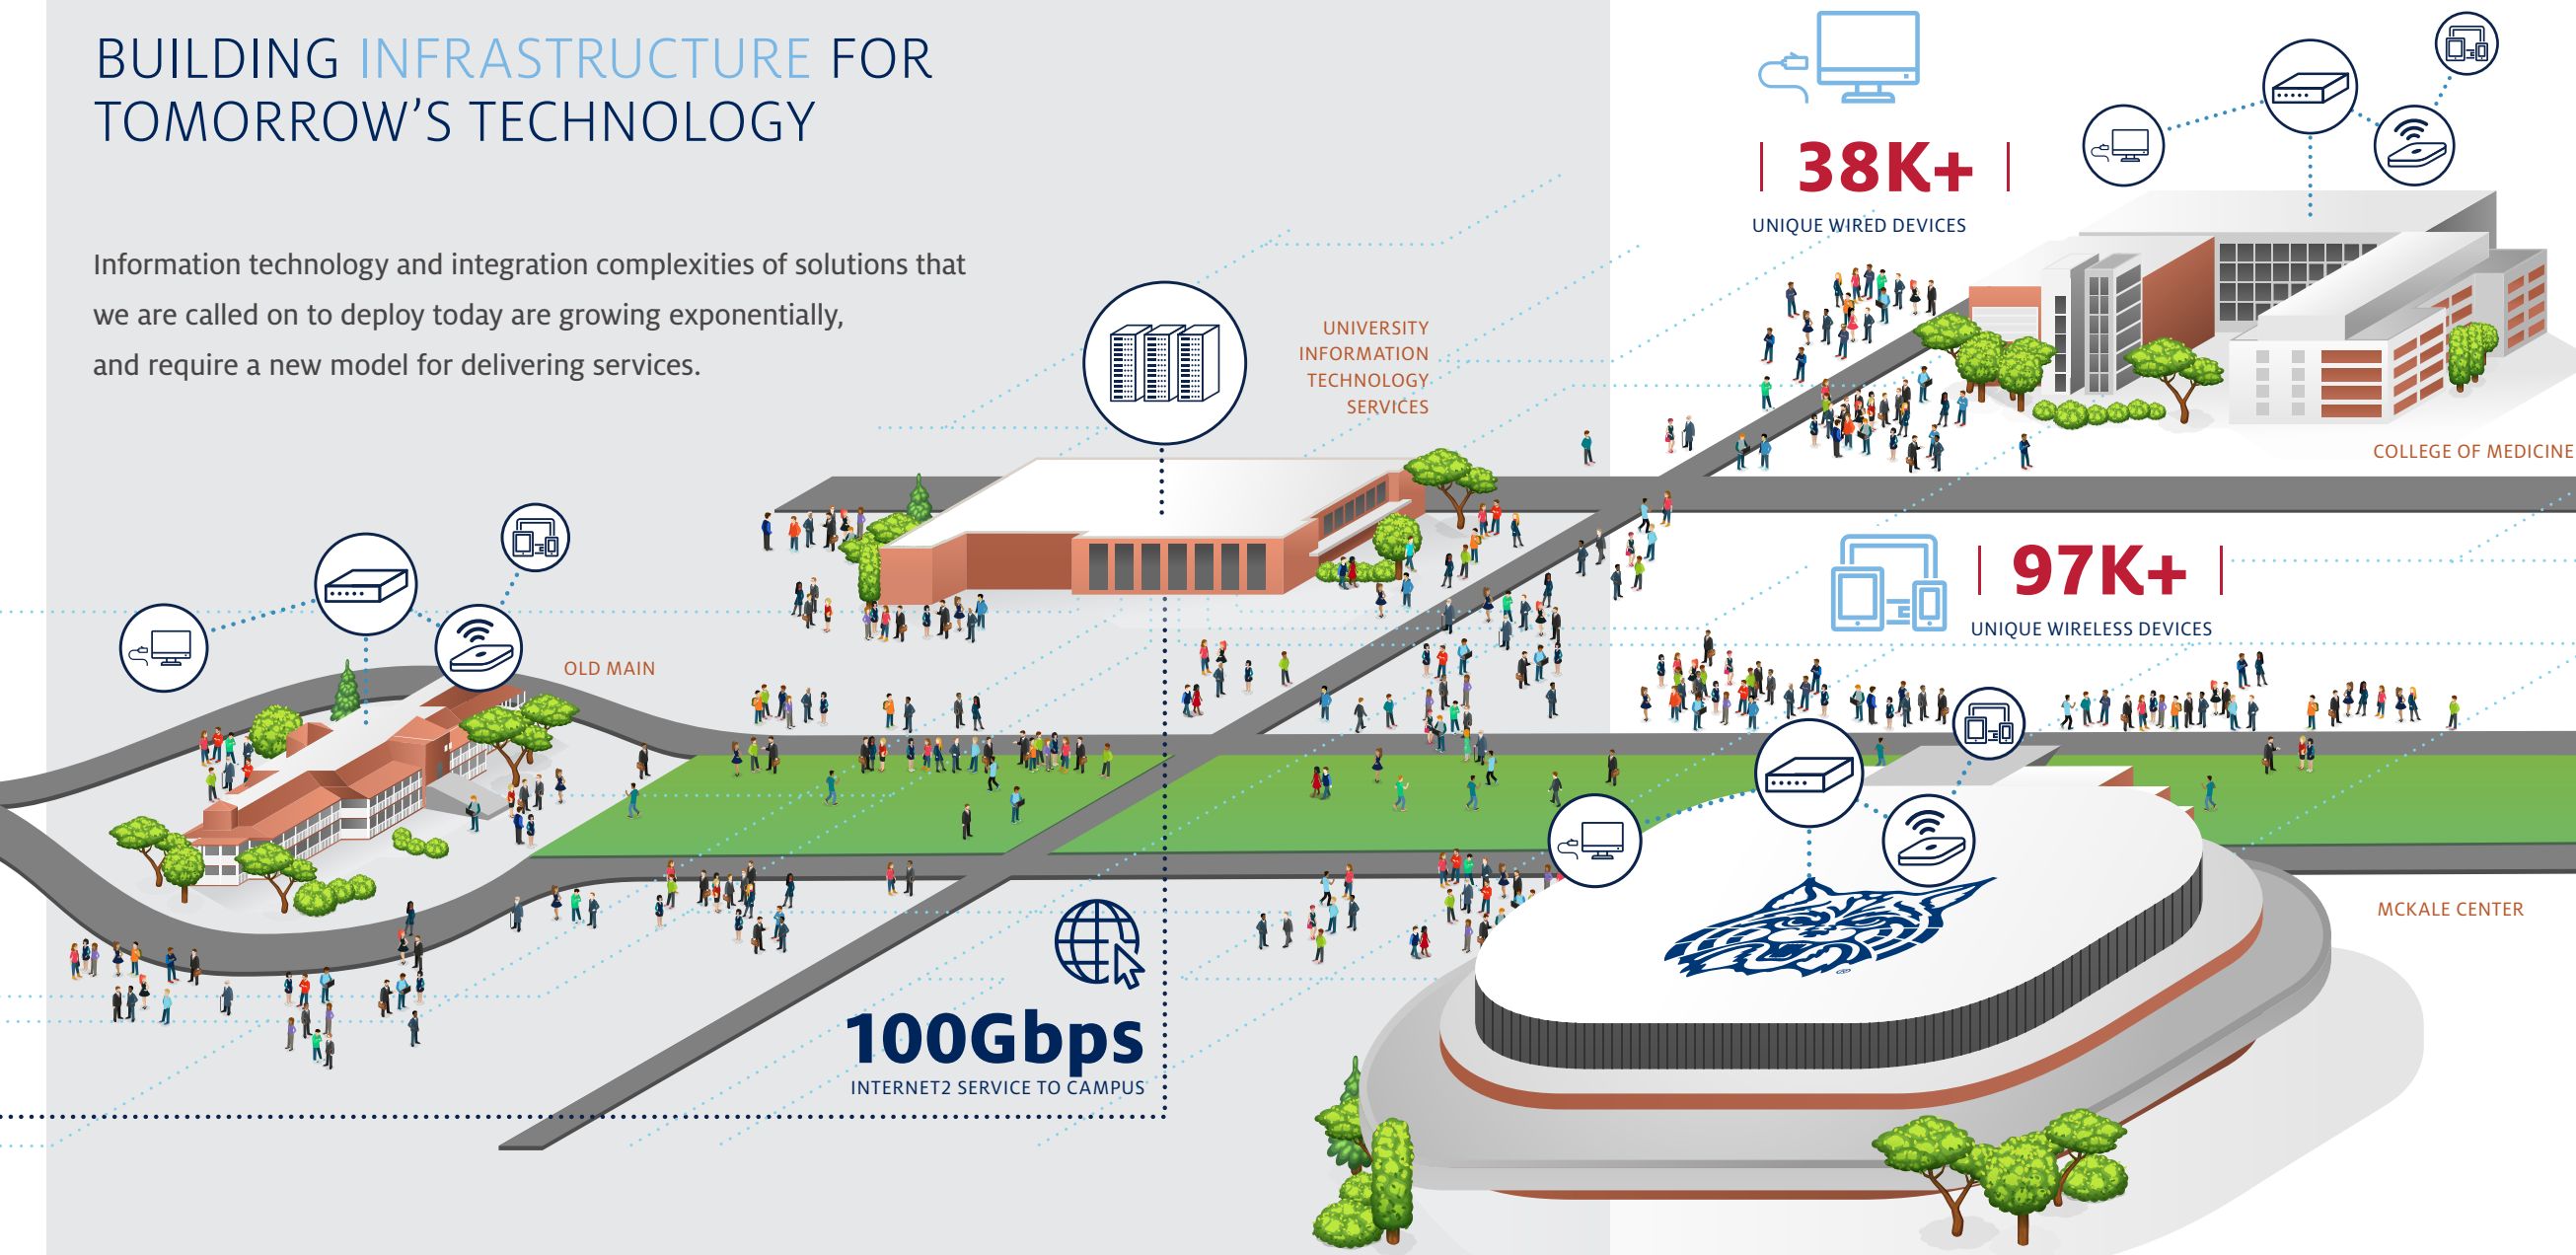 BUILDING INFRASTRUCTURE FOR
TOMORROW'S TECHNOLOGY
Information technology and integration complexities of solutions that
we are called on to deploy today are growing exponentially,
and require a new model for delivering services.
38K+
UNIQUE WIRED DEVICES
UNIVERSITY
INFORMATION
TECHNOLOGY
SERVICES
COLLEGE OF MEDICINE
97K+
UNIQUE WIRELESS DEVICES
OLD MAIN
MCKALE CENTER
100Gbps
INTERNET2 SERVICE TO CAMPUS